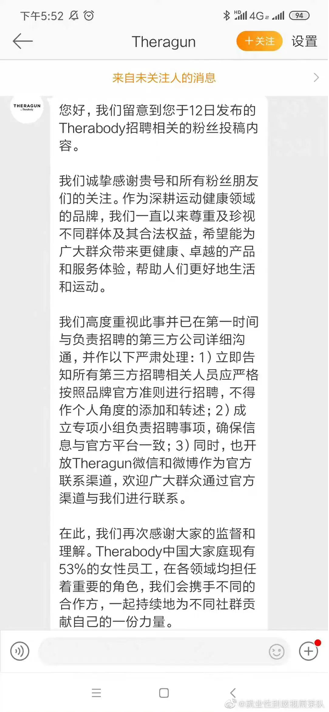 下午5:52
4G
94
Theragun
+关注
设置
来自未关注人的消息
THERAGUN
您好，我们留意到您于12日发布的
Therabody招聘相关的粉丝投稿内
容。
我们诚挚感谢贵号和所有粉丝朋友
们的关注。作为深耕运动健康领域
的品牌，我们一直以来尊重及珍视
不同群体及其合法权益，希望能为
广大群众带来更健康、卓越的产品
和服务体验，帮助人们更好地生活
和运动。
我们高度重视此事并已在第一时间
与负责招聘的第三方公司详细沟
通，并作以下严肃处理：1）立即告
知所有第三方招聘相关人员应严格
按照品牌官方准则进行招聘，不得
作个人角度的添加和转述；2）成
立专项小组负责招聘事项，确保信
息与官方平台一致；3）同时，也开
放Theragun微信和微博作为官方
联系渠道，欢迎广大群众通过官方
渠道与我们进行联系。
在此，我们再次感谢大家的监督和
理解。Therabody中国大家庭现有
53%的女性员工，在各领域均担任
着重要的角色，我们会携手不同的
合作方，一起持续地为不同社群贡
献自己的一份力量。
@就业性别歧视监察大队